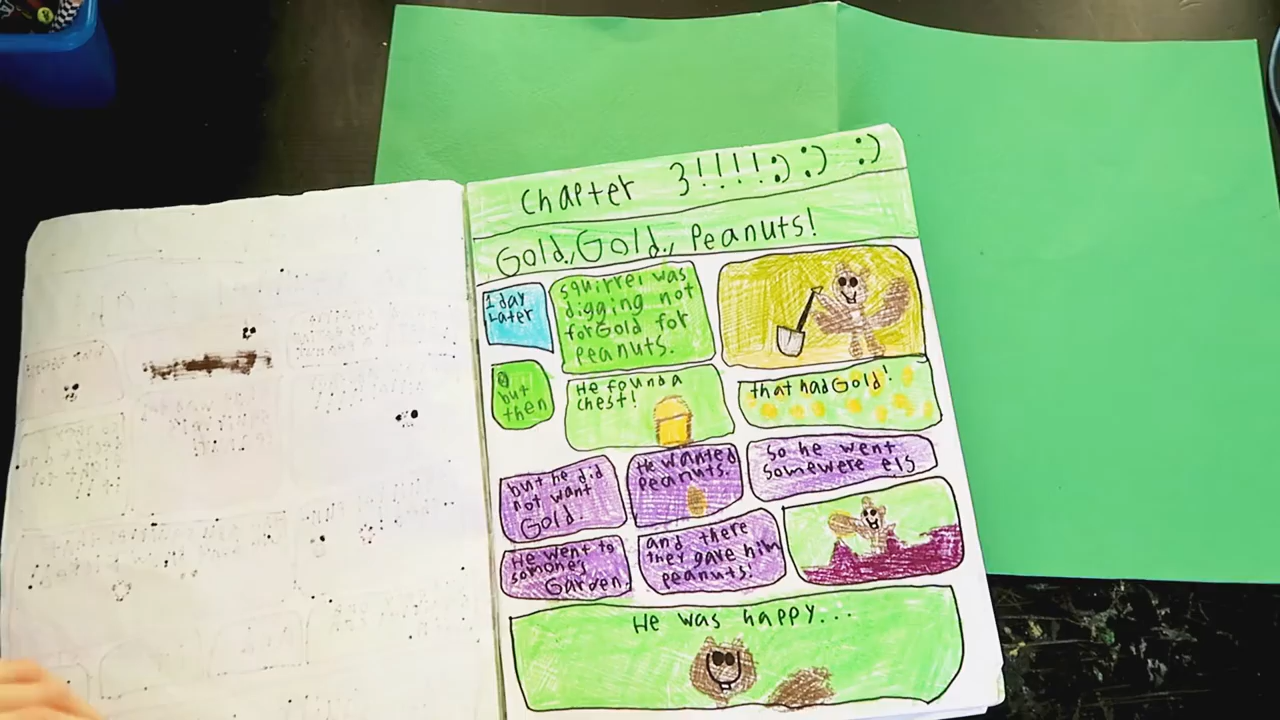 Chapter 3!!!! :) :) :)
Gold, Gold, Peanuts!
1 day
Later
squirrel was
digging not
for Gold for
Peanuts.
but
then
He found a
chest!
that had Gold!
but he did
not want
Gold.
He wanted
Peanuts.
So he went
somewere els
He went to
somones
Garden.
and there
they gave him
peanuts!
He was happy...